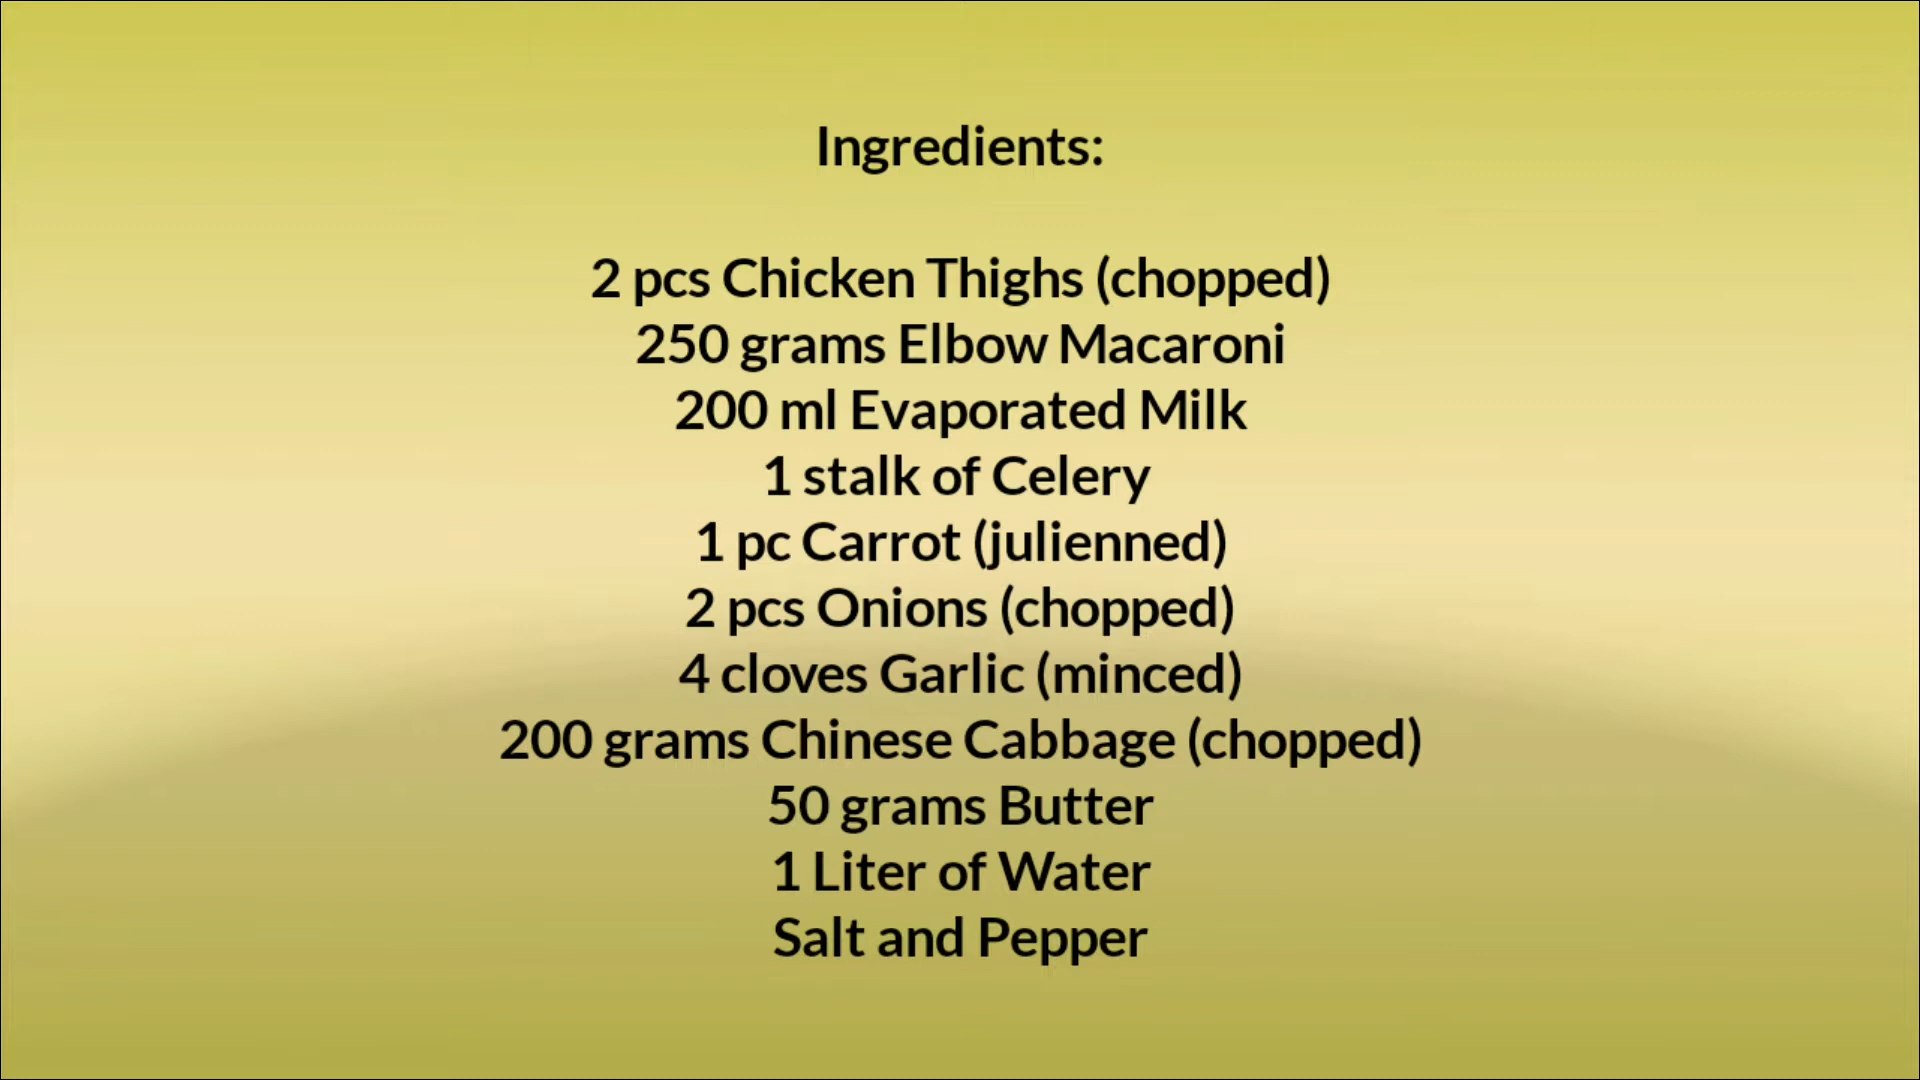 Ingredients:
2 pcs Chicken Thighs (chopped)
250 grams Elbow Macaroni
200 ml Evaporated Milk
1 stalk of Celery
1 pc Carrot (julienned)
2 pcs Onions (chopped)
4 cloves Garlic (minced)
200 grams Chinese Cabbage (chopped)
50 grams Butter
1 Liter of Water
Salt and Pepper